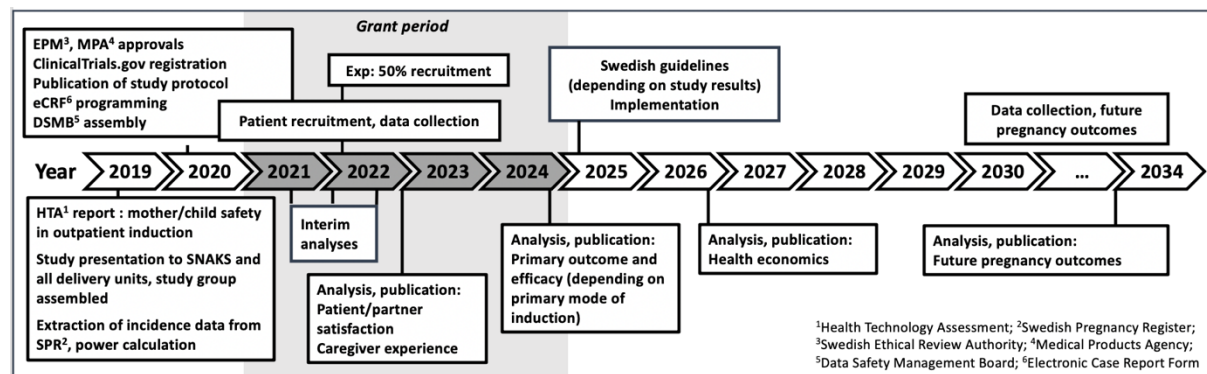 Grant period
EPM³, MPA⁴ approvals
ClinicalTrials.gov registration
Publication of study protocol
eCRF⁶ programming
DSMB⁵ assembly
Exp: 50% recruitment
Patient recruitment, data collection
Swedish guidelines
(depending on study results)
Implementation
Data collection, future
pregnancy outcomes
Year 2019 2020 2021 2022 2023 2024 2025 2026 2027 2028 2029 2030 ... 2034
HTA¹ report : mother/child safety
in outpatient induction
Study presentation to SNAKS and
all delivery units, study group
assembled
Extraction of incidence data from
SPR², power calculation
Interim
analyses
Analysis, publication:
Patient/partner
satisfaction
Caregiver experience
Analysis, publication:
Primary outcome and
efficacy (depending on
primary mode of
induction)
Analysis, publication:
Health economics
Analysis, publication:
Future pregnancy outcomes
¹Health Technology Assessment; ²Swedish Pregnancy Register;
³Swedish Ethical Review Authority; ⁴Medical Products Agency;
⁵Data Safety Management Board; ⁶Electronic Case Report Form